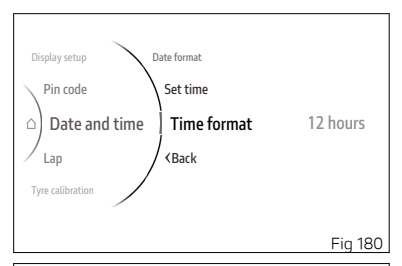 Display setup
Date format
Pin code
Set time
Date and time
Time format
12 hours
Lap
<Back
Tyre calibration
Fig 180